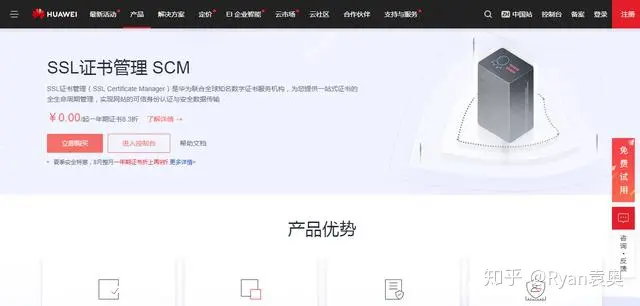 HUAWEI 最新活动 产品 解决方案 定价 EI 企业智能 云市场 云社区 合作伙伴 支持与服务 中国站 控制台 备案 登录 注册
SSL证书管理 SCM
SSL证书管理（SSL Certificate Manager）是华为联合全球知名数字证书服务机构，为您提供一站式证书的
全生命周期管理，实现网站的可信身份认证与安全数据传输
￥0.00/起一年期证书8.3折 了解详情
立即购买 进入控制台 帮助文档
夏季安全特惠，8月整月一年期证书折上再9折 更多详情>
免费试用
咨询·反馈
产品优势
知乎 @Ryan袁奥